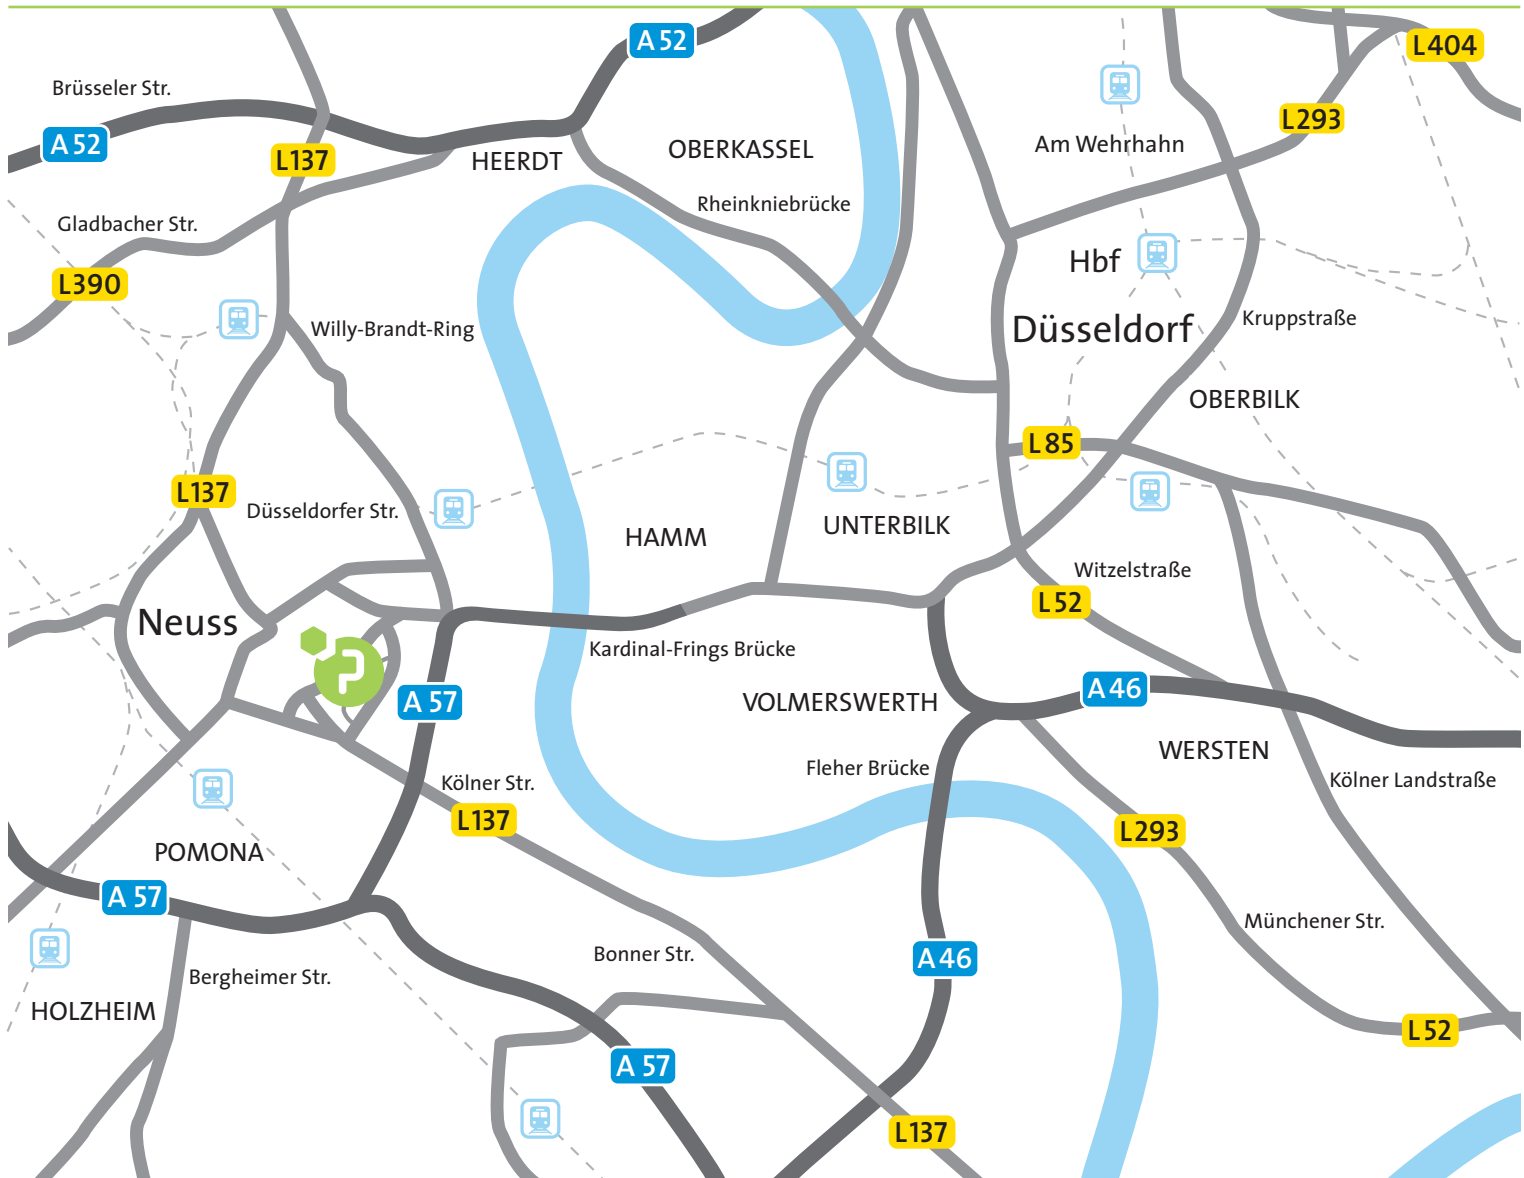 A 52
L404
Brüsseler Str.
L293
A 52
Am Wehrhahn
OBERKASSEL
L137
HEERDT
Rheinkniebrücke
Gladbacher Str.
Hbf
L390
Kruppstraße
Willy-Brandt-Ring
Düsseldorf
OBERBILK
L85
L137
Düsseldorfer Str.
UNTERBILK
HAMM
Witzelstraße
L52
Neuss
Kardinal-Frings Brücke
A 46
A 57
VOLMERSWERTH
WERSTEN
Fleher Brücke
Kölner Landstraße
Kölner Str.
L137
L293
POMONA
A 57
Münchener Str.
Bonner Str.
A 46
Bergheimer Str.
HOLZHEIM
L52
A 57
L137